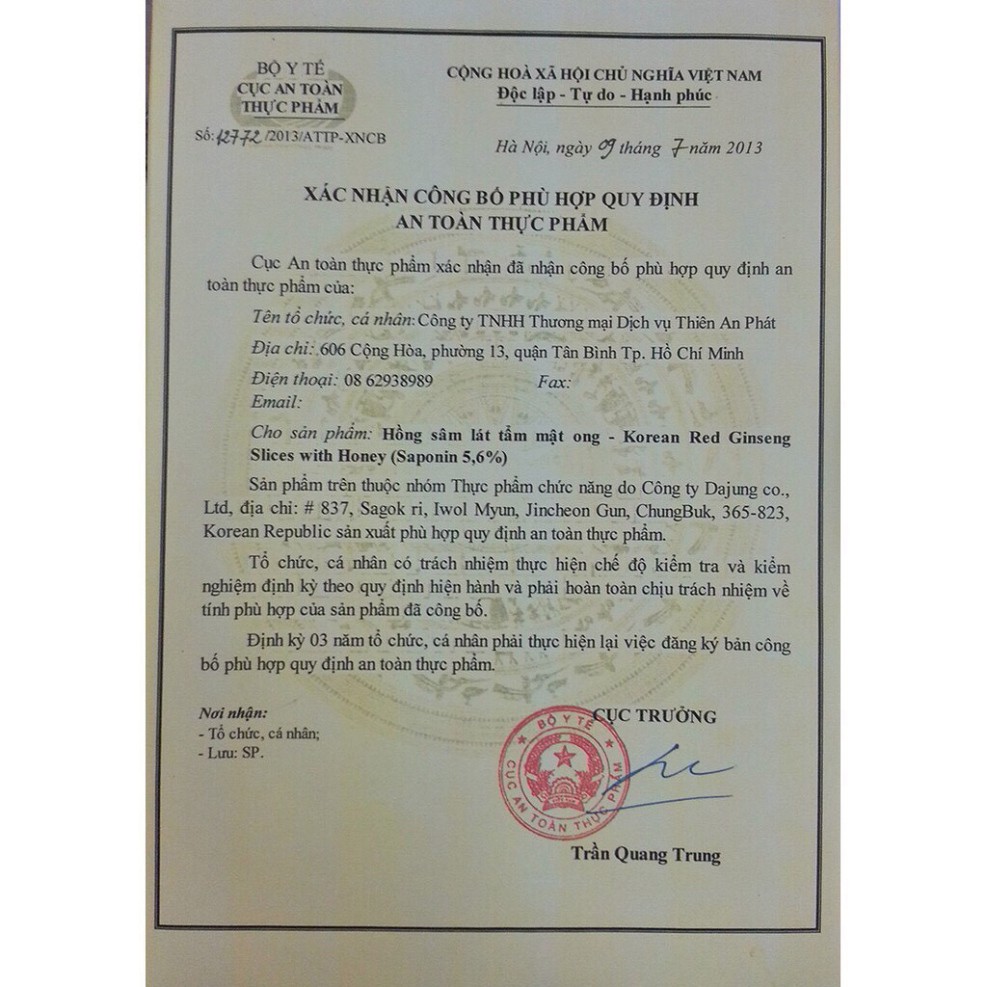 BỘ Y TẾ
CỤC AN TOÀN
THỰC PHẨM
Số: 12772/2013/ATTP-XNCB
CỘNG HOÀ XÃ HỘI CHỦ NGHĨA VIỆT NAM
Độc lập - Tự do - Hạnh phúc
Hà Nội, ngày 09 tháng 7 năm 2013
XÁC NHẬN CÔNG BỐ PHÙ HỢP QUY ĐỊNH
AN TOÀN THỰC PHẨM
Cục An toàn thực phẩm xác nhận đã nhận công bố phù hợp quy định an
toàn thực phẩm của:
Tên tổ chức, cá nhân: Công ty TNHH Thương mại Dịch vụ Thiên An Phát
Địa chỉ: 606 Cộng Hòa, phường 13, quận Tân Bình Tp. Hồ Chí Minh
Điện thoại: 08 62938989 Fax:
Email:
Cho sản phẩm: Hồng sâm lát tẩm mật ong - Korean Red Ginseng
Slices with Honey (Saponin 5,6%)
Sản phẩm trên thuộc nhóm Thực phẩm chức năng do Công ty Dajung co.,
Ltd, địa chỉ: # 837, Sagok ri, Iwol Myun, Jincheon Gun, ChungBuk, 365-823,
Korean Republic sản xuất phù hợp quy định an toàn thực phẩm.
Tổ chức, cá nhân có trách nhiệm thực hiện chế độ kiểm tra và kiểm
nghiệm định kỳ theo quy định hiện hành và phải hoàn toàn chịu trách nhiệm về
tính phù hợp của sản phẩm đã công bố.
Định kỳ 03 năm tổ chức, cá nhân phải thực hiện lại việc đăng ký bản công
bố phù hợp quy định an toàn thực phẩm.
Nơi nhận:
- Tổ chức, cá nhân;
- Lưu: SP.
CỤC TRƯỞNG
BỘ Y TẾ
CỤC AN TOÀN THỰC PHẨM
Trần Quang Trung